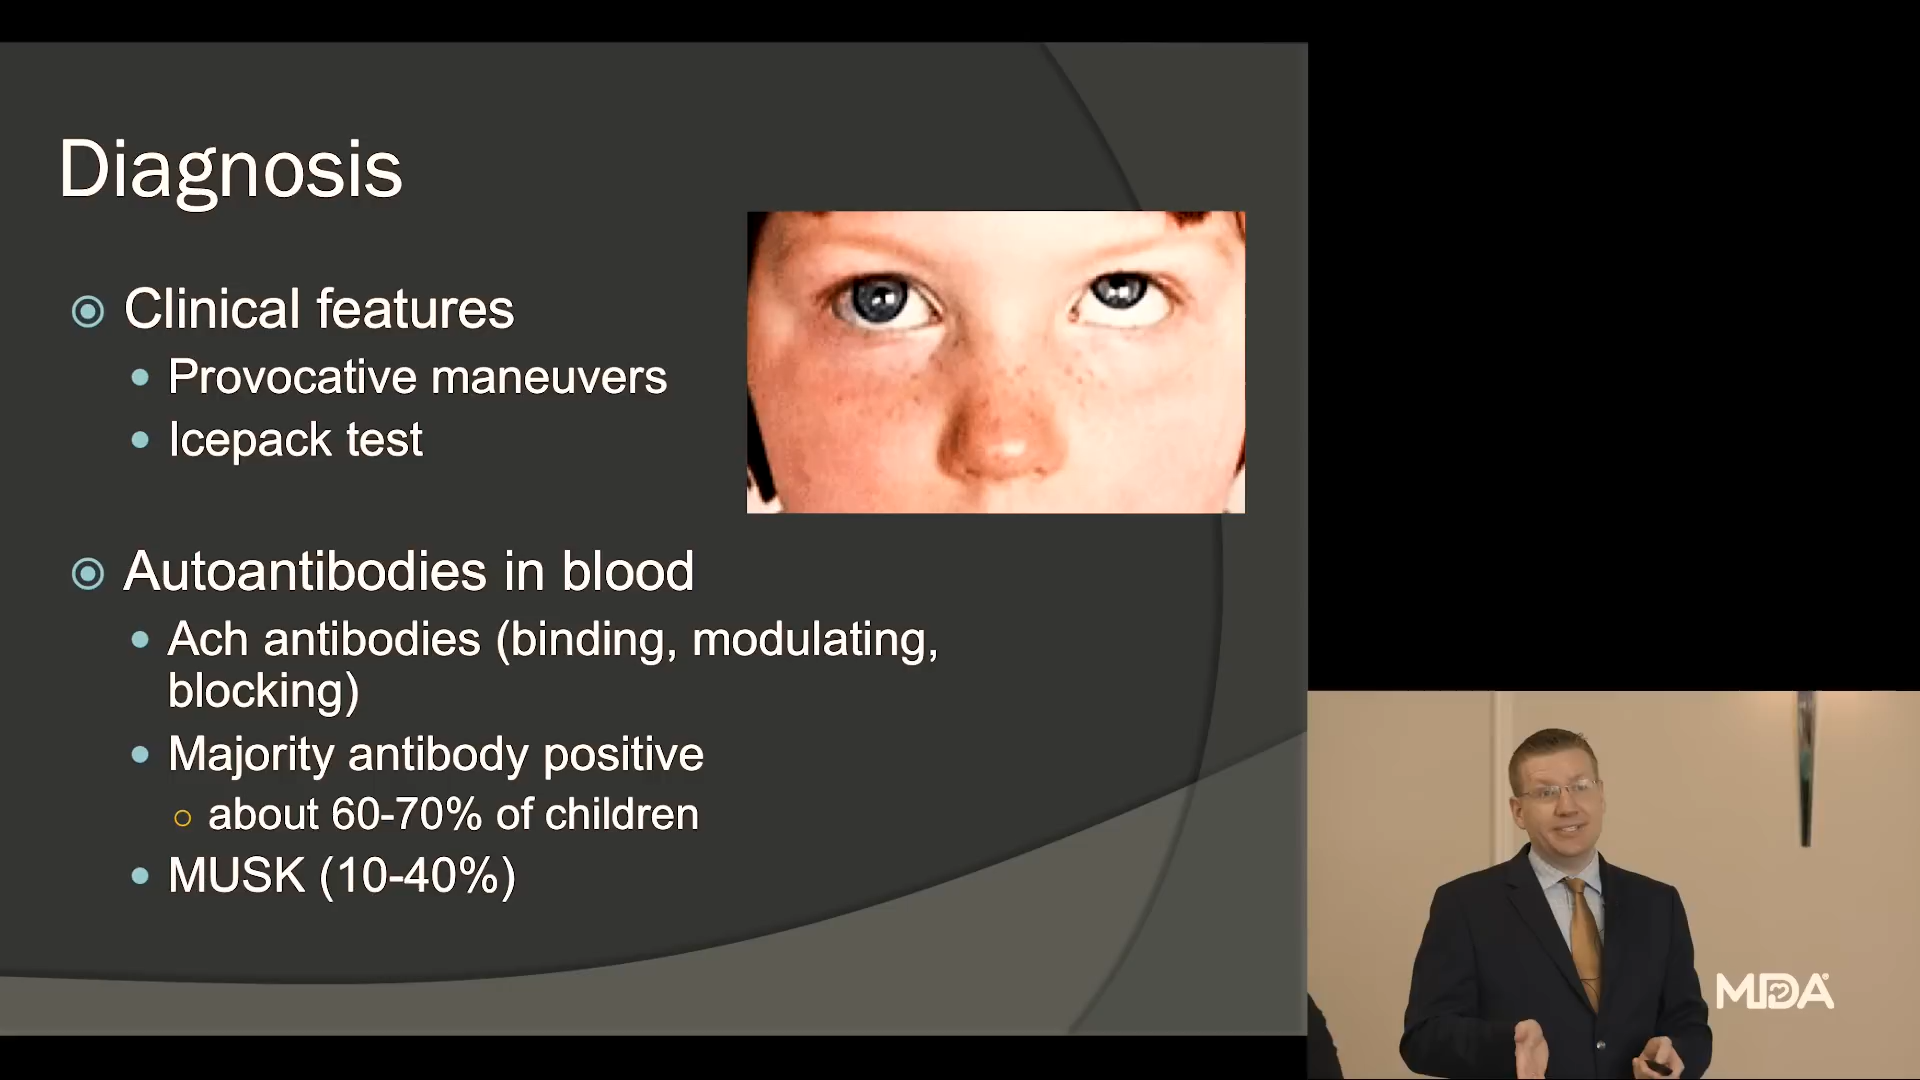 Diagnosis
Clinical features
Provocative maneuvers
Icepack test
Autoantibodies in blood
Ach antibodies (binding, modulating,
blocking)
Majority antibody positive
about 60-70% of children
MUSK (10-40%)
MDA